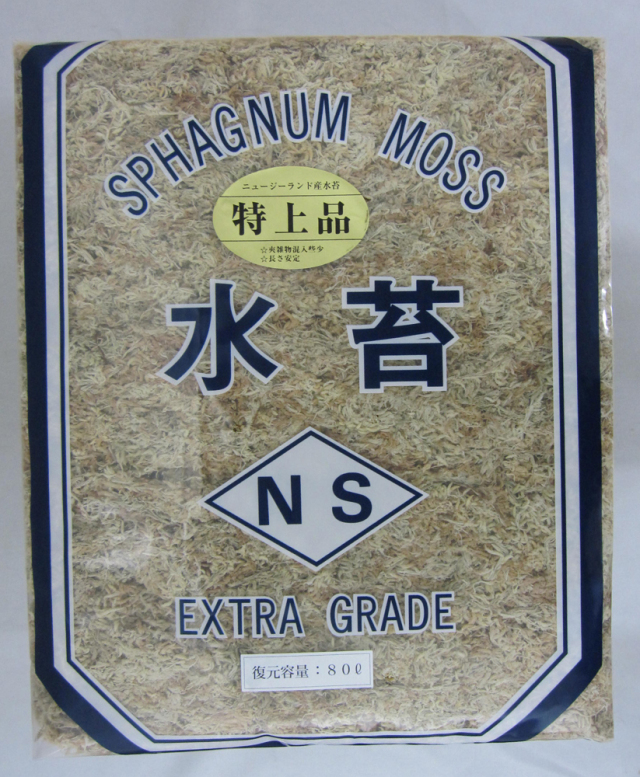 SPHAGNUM MOSS
ニュージーランド産水苔
特上品
☆夾雑物混入些少
☆長さ安定
水苔
NS
EXTRA GRADE
復元容量：80ℓ